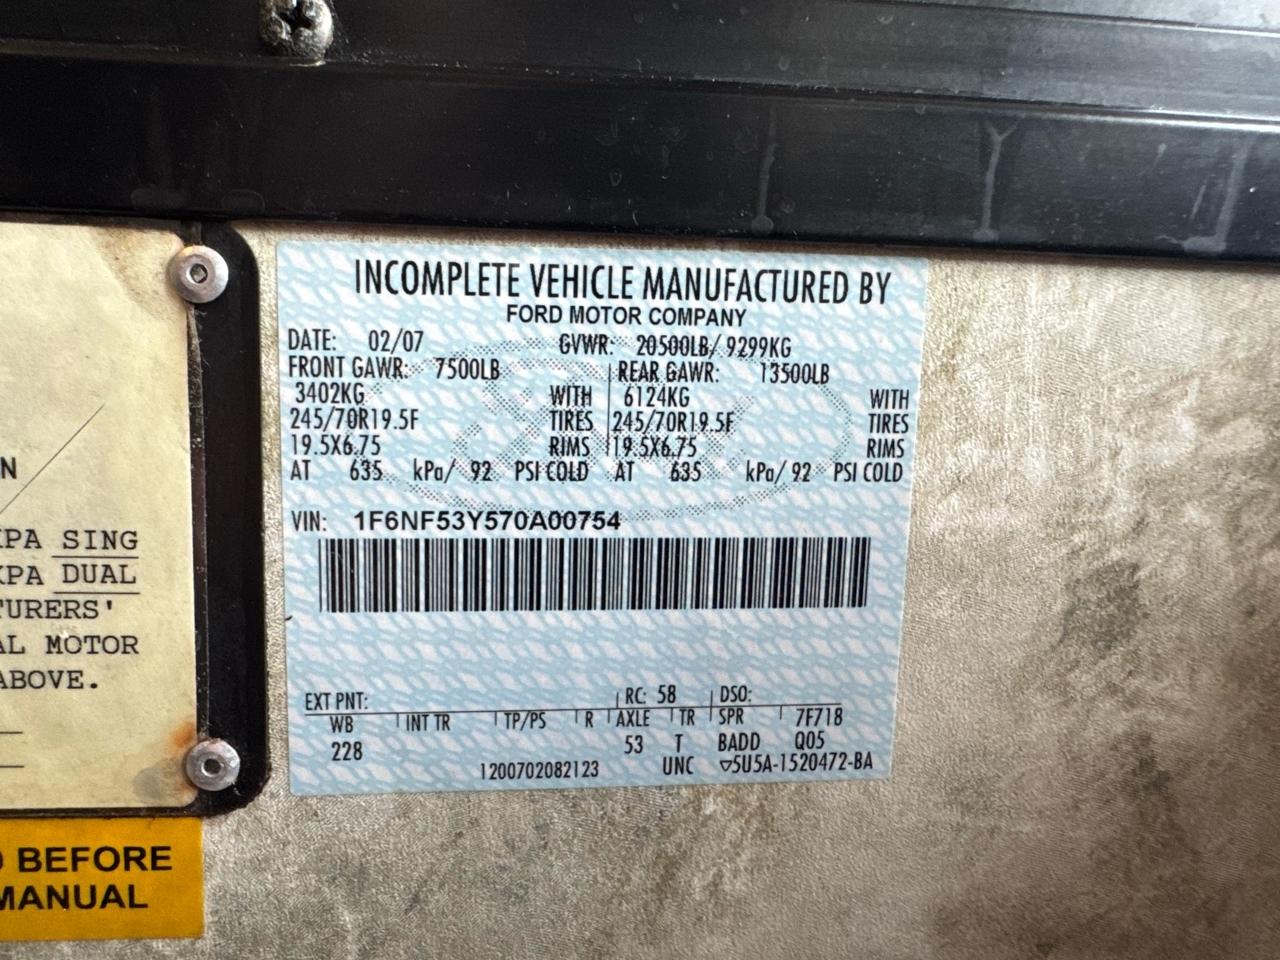 INCOMPLETE VEHICLE MANUFACTURED BY
FORD MOTOR COMPANY
DATE: 02/07 GVWR: 20500LB/ 9299KG
FRONT GAWR: 7500LB REAR GAWR: 13500LB
3402KG WITH 6124KG WITH
245/70R19.5F TIRES 245/70R19.5F TIRES
19.5X6.75 RIMS 19.5X6.75 RIMS
AT 635 kPa/ 92 PSI COLD AT 635 kPa/ 92 PSI COLD
VIN: 1F6NF53Y570A00754
EXT PNT: RC: 58 DSO:
WB INT TR TP/PS R AXLE TR SPR 7F718
228 53 T BADD Q05
1200702082123 UNC ▽5U5A-1520472-BA
N
KPA SING
KPA DUAL
TURERS'
AL MOTOR
ABOVE.
BEFORE
MANUAL